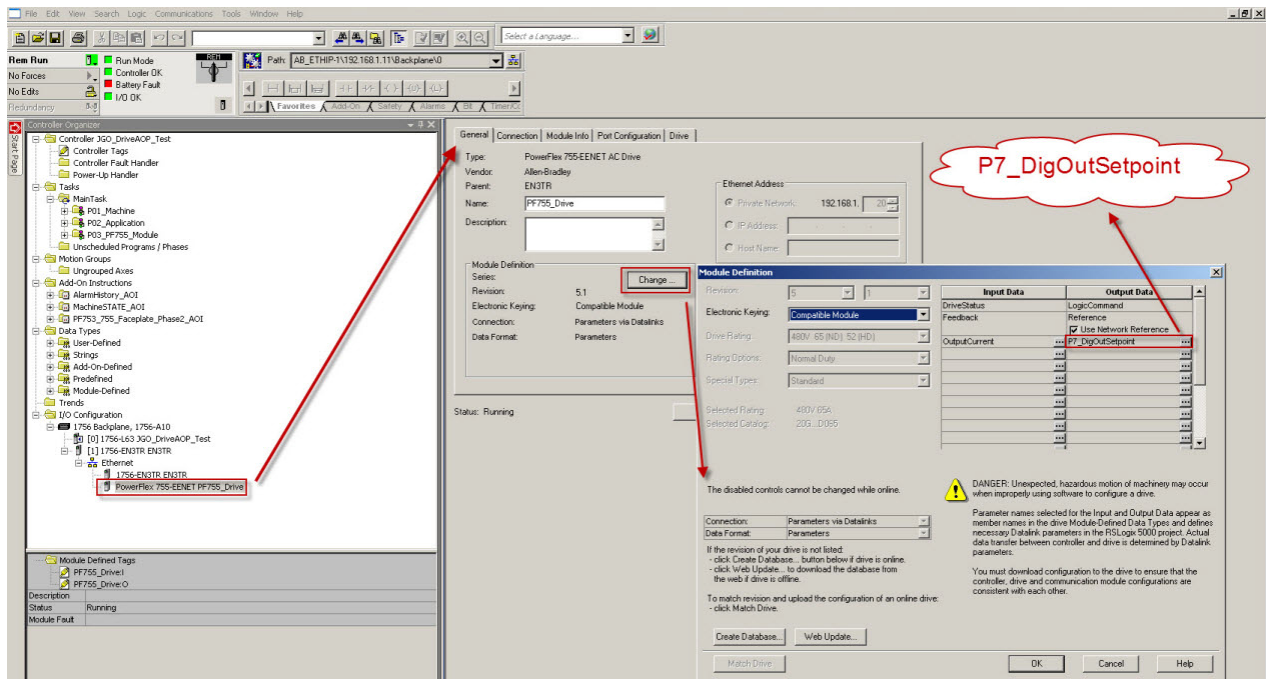 File Edit View Search Logic Communications Tools Window Help
Select a Language...
Rem Run
Run Mode
No Forces
Controller OK
No Edits
Battery Fault
Redundancy
I/O OK
REM
Path: AB_ETHIP-1\192.168.1.11\Backplane\0
Favorites Add-On Safety Alarms Bit Timer/Co
Start Page
Controller Organizer
Controller JGO_DriveAOP_Test
Controller Tags
Controller Fault Handler
Power-Up Handler
Tasks
MainTask
P01_Machine
P02_Application
P03_PF755_Module
Unscheduled Programs / Phases
Motion Groups
Ungrouped Axes
Add-On Instructions
AlarmHistory_AOI
MachineSTATE_AOI
PF753_755_Faceplate_Phase2_AOI
Data Types
User-Defined
Strings
Add-On-Defined
Predefined
Module-Defined
Trends
I/O Configuration
1756 Backplane, 1756-A10
[0] 1756-L63 JGO_DriveAOP_Test
[1] 1756-EN3TR EN3TR
Ethernet
1756-EN3TR EN3TR
PowerFlex 755-EENET PF755_Drive
Module Defined Tags
PF755_Drive:I
PF755_Drive:O
Description
Status Running
Module Fault
General Connection Module Info Port Configuration Drive
Type: PowerFlex 755-EENET AC Drive
Vendor: Allen-Bradley
Parent: EN3TR
Name: PF755_Drive
Description:
Ethernet Address
Private Network: 192.168.1. 20
IP Address:
Host Name:
Module Definition
Series:
Change ...
Revision: 5.1
Electronic Keying: Compatible Module
Connection: Parameters via Datalinks
Data Format: Parameters
Status: Running
P7_DigOutSetpoint
Module Definition
Revision: 5 1
Electronic Keying: Compatible Module
Drive Rating: 480V 65 (ND) 52 (HD)
Rating Options: Normal Duty
Special Types: Standard
Selected Rating: 480V 65A
Selected Catalog: 20G...D065
Input Data Output Data
DriveStatus LogicCommand
Feedback Reference
Use Network Reference
OutputCurrent ... P7_DigOutSetpoint ...
The disabled controls cannot be changed while online.
Connection: Parameters via Datalinks
Data Format: Parameters
If the revision of your drive is not listed:
- click Create Database... button below if drive is online.
- click Web Update... to download the database from
the web if drive is offline.
To match revision and upload the configuration of an online drive:
- click Match Drive.
DANGER: Unexpected, hazardous motion of machinery may occur
when improperly using software to configure a drive.
Parameter names selected for the Input and Output Data appear as
member names in the drive Module-Defined Data Types and defines
necessary Datalink parameters in the RSLogix 5000 project. Actual
data transfer between controller and drive is determined by Datalink
parameters.
You must download configuration to the drive to ensure that the
controller, drive and communication module configurations are
consistent with each other.
Create Database... Web Update...
Match Drive
OK Cancel Help